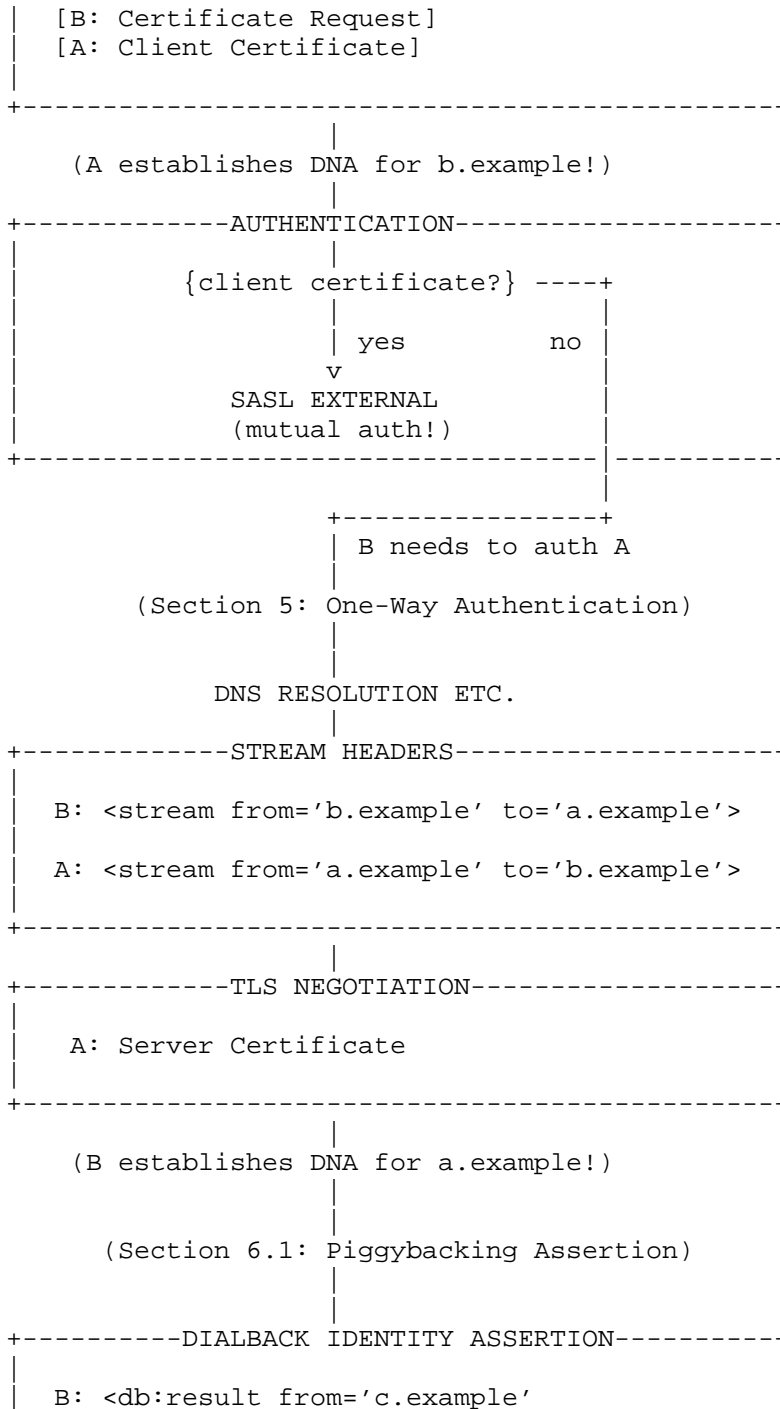 |  [B: Certificate Request]
|  [A: Client Certificate]
|
+------------------------------------------------
                    |
    (A establishes DNA for b.example!)
                    |
+-------------AUTHENTICATION---------------------
|                   |
|          {client certificate?} ----+
|                   |                |
|                   | yes         no |
|                   v                |
|             SASL EXTERNAL          |
|             (mutual auth!)         |
+------------------------------------|-----------
                                     |
                    +----------------+
                    | B needs to auth A
                    |
        (Section 5: One-Way Authentication)
                    |
                    |
             DNS RESOLUTION ETC.
                    |
+-------------STREAM HEADERS---------------------
|
|  B: <stream from='b.example' to='a.example'>
|
|  A: <stream from='a.example' to='b.example'>
|
+------------------------------------------------
                    |
+-------------TLS NEGOTIATION--------------------
|
|   A: Server Certificate
|
+------------------------------------------------
                    |
    (B establishes DNA for a.example!)
                    |
                    |
      (Section 6.1: Piggybacking Assertion)
                    |
                    |
+----------DIALBACK IDENTITY ASSERTION-----------
|
|  B: <db:result from='c.example'